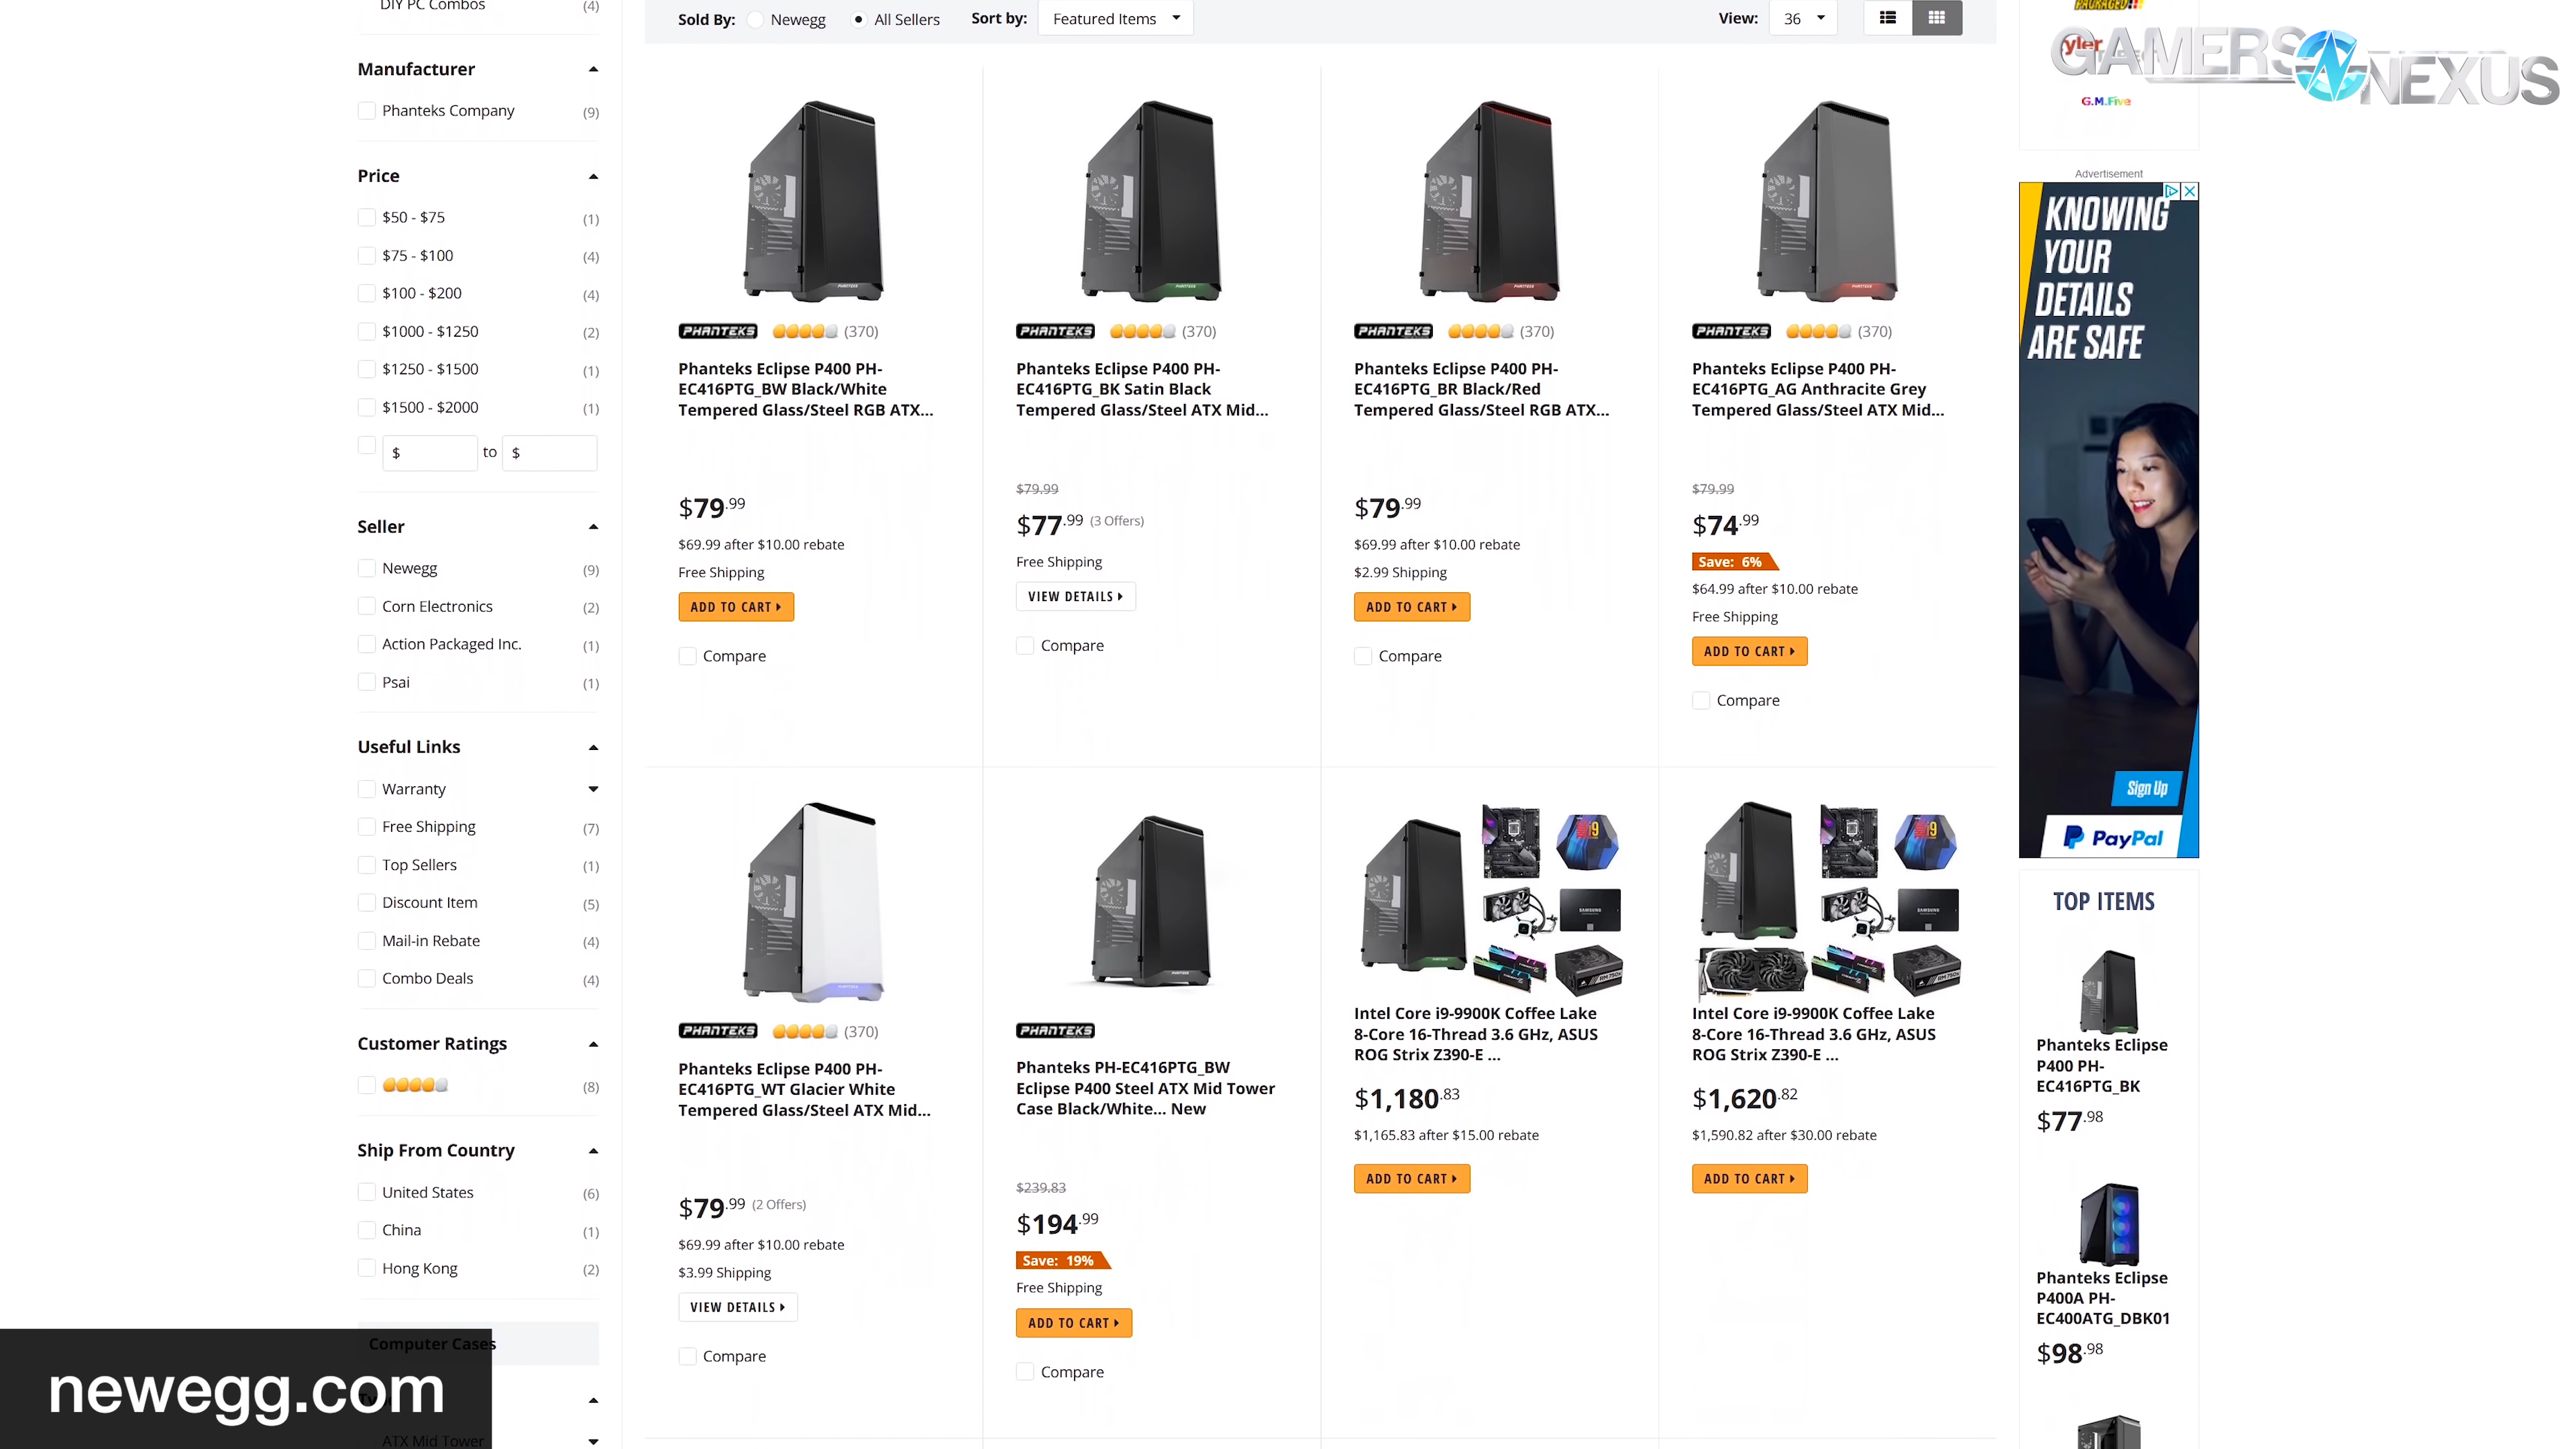 DIY PC Combos (4)
Manufacturer
Phanteks Company (9)
Price
$50 - $75 (1)
$75 - $100 (4)
$100 - $200 (4)
$1000 - $1250 (2)
$1250 - $1500 (1)
$1500 - $2000 (1)
$ to $
Seller
Newegg (9)
Corn Electronics (2)
Action Packaged Inc. (1)
Psai (1)
Useful Links
Warranty
Free Shipping (7)
Top Sellers (1)
Discount Item (5)
Mail-in Rebate (4)
Combo Deals (4)
Customer Ratings
(8)
Ship From Country
United States (6)
China (1)
Hong Kong (2)
Computer Cases
ATX Mid Tower
newegg.com
Sold By: Newegg All Sellers Sort by: Featured Items View: 36
PHANTEKS (370)
Phanteks Eclipse P400 PH-
EC416PTG_BW Black/White
Tempered Glass/Steel RGB ATX...
$79.99
$69.99 after $10.00 rebate
Free Shipping
ADD TO CART
Compare
PHANTEKS (370)
Phanteks Eclipse P400 PH-
EC416PTG_BK Satin Black
Tempered Glass/Steel ATX Mid...
$79.99
$77.99 (3 Offers)
Free Shipping
VIEW DETAILS
Compare
PHANTEKS (370)
Phanteks Eclipse P400 PH-
EC416PTG_BR Black/Red
Tempered Glass/Steel RGB ATX...
$79.99
$69.99 after $10.00 rebate
$2.99 Shipping
ADD TO CART
Compare
PHANTEKS (370)
Phanteks Eclipse P400 PH-
EC416PTG_AG Anthracite Grey
Tempered Glass/Steel ATX Mid...
$79.99
$74.99
Save: 6%
$64.99 after $10.00 rebate
Free Shipping
ADD TO CART
Compare
PHANTEKS (370)
Phanteks Eclipse P400 PH-
EC416PTG_WT Glacier White
Tempered Glass/Steel ATX Mid...
$79.99 (2 Offers)
$69.99 after $10.00 rebate
$3.99 Shipping
VIEW DETAILS
Compare
PHANTEKS
Phanteks PH-EC416PTG_BW
Eclipse P400 Steel ATX Mid Tower
Case Black/White... New
$239.83
$194.99
Save: 19%
Free Shipping
ADD TO CART
Compare
Intel Core i9-9900K Coffee Lake
8-Core 16-Thread 3.6 GHz, ASUS
ROG Strix Z390-E ...
$1,180.83
$1,165.83 after $15.00 rebate
ADD TO CART
Intel Core i9-9900K Coffee Lake
8-Core 16-Thread 3.6 GHz, ASUS
ROG Strix Z390-E ...
$1,620.82
$1,590.82 after $30.00 rebate
ADD TO CART
GAMERS NEXUS
G.M.Five
Advertisement
KNOWING
YOUR
DETAILS
ARE SAFE
Sign Up
PayPal
TOP ITEMS
Phanteks Eclipse
P400 PH-
EC416PTG_BK
$77.98
Phanteks Eclipse
P400A PH-
EC400ATG_DBK01
$98.98